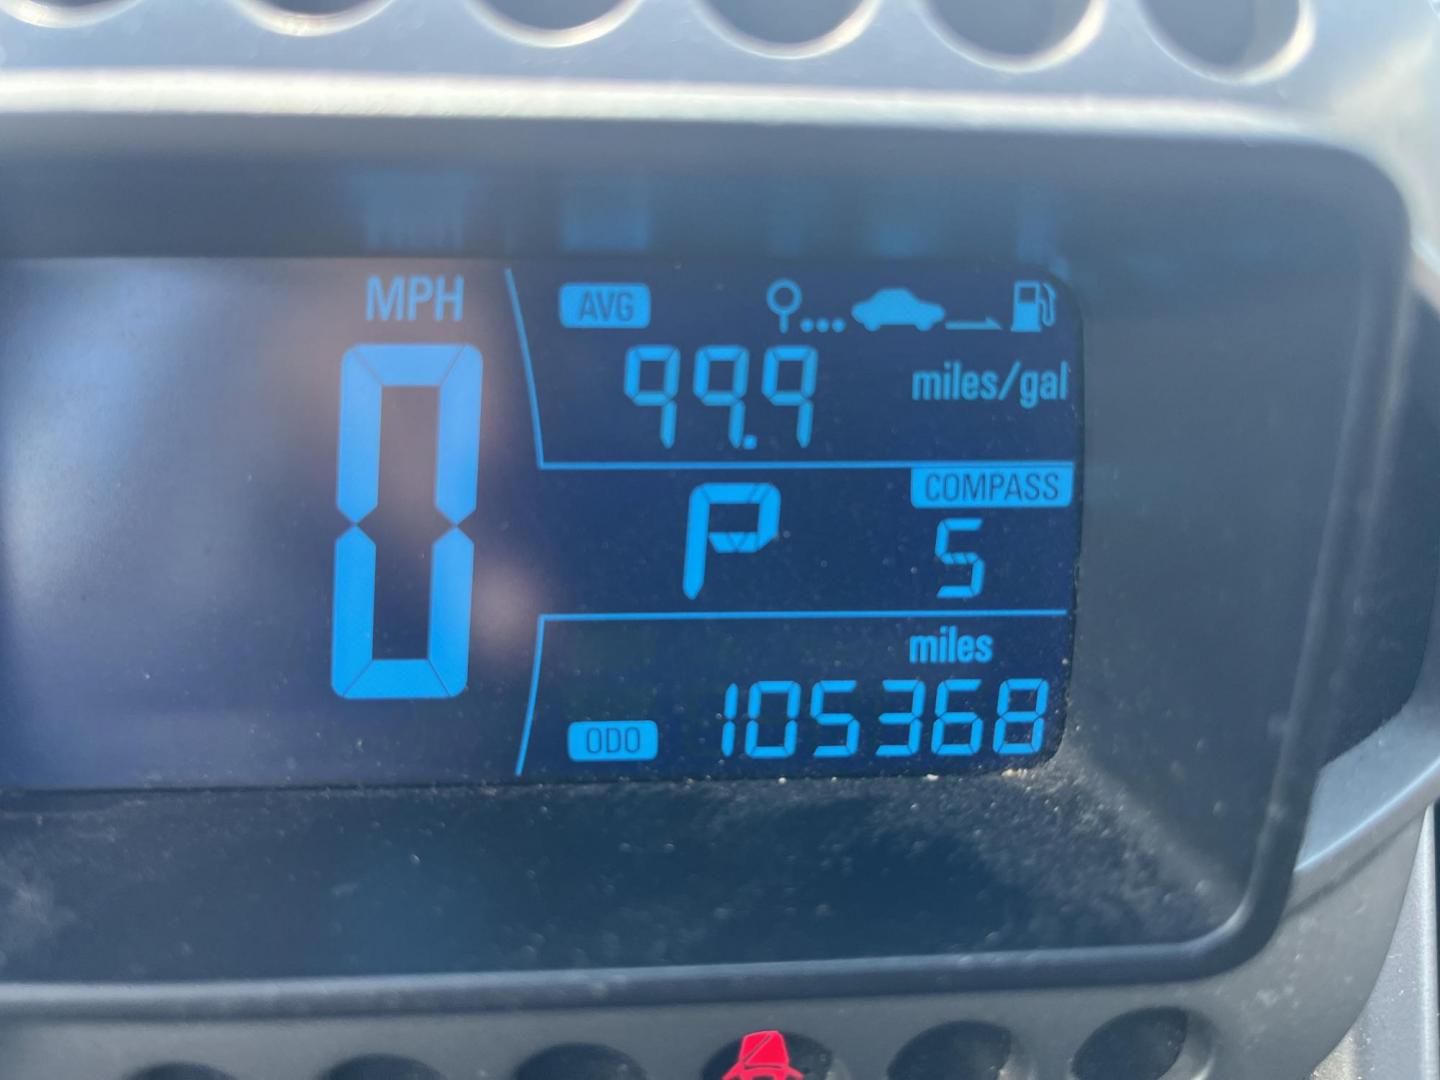 MPH
0
AVG
99.9 miles/gal
P
COMPASS
S
miles
ODO 105368